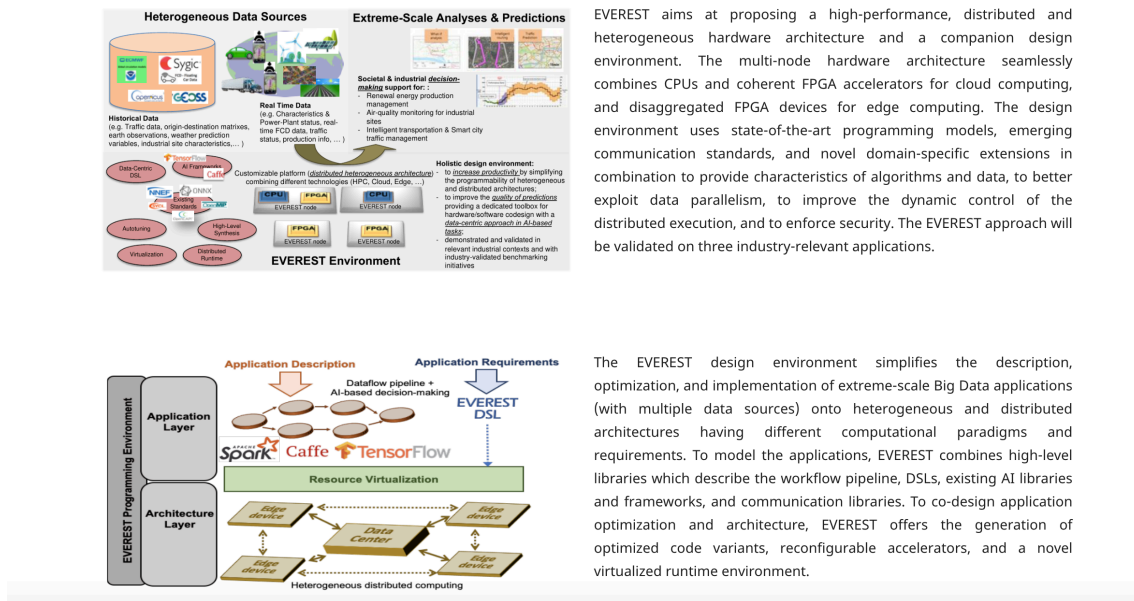 Heterogeneous Data Sources
Extreme-Scale Analyses & Predictions
ECMWF
Sygic
FCD - Floating
Car Data
Copernicus
GEOSS
Historical Data
(e.g. Traffic data, origin-destination matrixes,
earth observations, weather prediction
variables, industrial site characteristics,… )
Real Time Data
(e.g. Characteristics &
Power-Plant status, real-
time FCD data, traffic
status, production info, … )
Societal & industrial decision-
making support for: :
- Renewal energy production
management
- Air-quality monitoring for industrial
sites
- Intelligent transportation & Smart city
traffic management
Data-Centric
DSL
TensorFlow
AI Frameworks
Caffe
NNEF
ONNX
Existing
Standards
OpenMP
Autotuning
High-Laval
Synthesis
Virtualization
Distributed
Runtime
Customizable platform (distributed heterogeneous architecture)
combining different technologies (HPC, Cloud, Edge, …)
CPU
FPGA
EVEREST node
CPU
EVEREST node
FPGA
EVEREST node
FPGA
EVEREST node
EVEREST Environment
Holistic design environment:
- to increase productivity by simplifying
the programmability of heterogeneous
and distributed architectures;
- to improve the quality of predictions
providing a dedicated toolbox for
hardware/software codesign with a
data-centric approach in AI-based
tasks;
- demonstrated and validated in
relevant industrial contexts and with
industry-validated benchmarking
initiatives
EVEREST aims at proposing a high-performance, distributed and
heterogeneous hardware architecture and a companion design
environment. The multi-node hardware architecture seamlessly
combines CPUs and coherent FPGA accelerators for cloud computing,
and disaggregated FPGA devices for edge computing. The design
environment uses state-of-the-art programming models, emerging
communication standards, and novel domain-specific extensions in
combination to provide characteristics of algorithms and data, to better
exploit data parallelism, to improve the dynamic control of the
distributed execution, and to enforce security. The EVEREST approach will
be validated on three industry-relevant applications.
Application Description
Application Requirements
Dataflow pipeline +
AI-based decision-making
EVEREST
DSL
EVEREST Programming Environment
Application
Layer
APACHE
Spark
Caffe
TensorFlow
Resource Virtualization
Architecture
Layer
Edge
device
Edge
device
Data
Center
Edge
device
Edge
device
Heterogeneous distributed computing
The EVEREST design environment simplifies the description,
optimization, and implementation of extreme-scale Big Data applications
(with multiple data sources) onto heterogeneous and distributed
architectures having different computational paradigms and
requirements. To model the applications, EVEREST combines high-level
libraries which describe the workflow pipeline, DSLs, existing AI libraries
and frameworks, and communication libraries. To co-design application
optimization and architecture, EVEREST offers the generation of
optimized code variants, reconfigurable accelerators, and a novel
virtualized runtime environment.